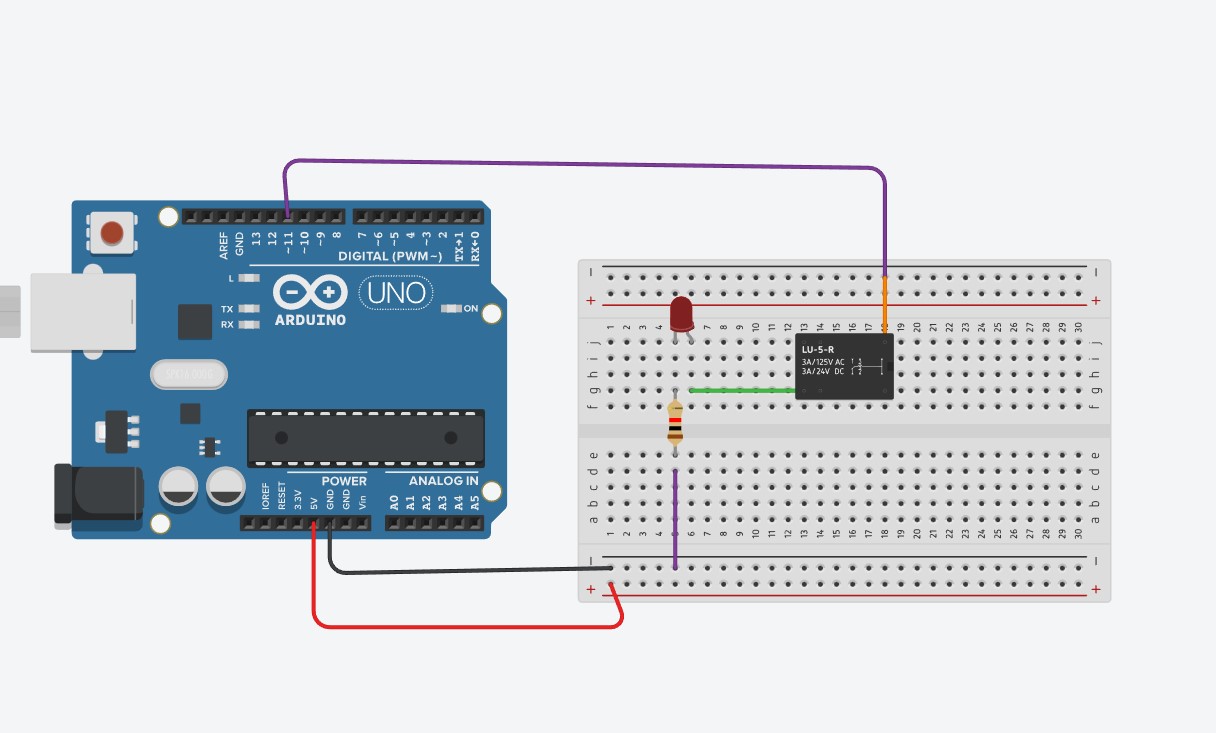 AREF
GND
13
12
~11
~10
~9
8
7
~6
~5
4
~3
2
TX→1
RX←0
DIGITAL (PWM~)
L
TX
RX
UNO
ON
ARDUINO
IOREF
RESET
3.3V
5V
GND
GND
Vin
POWER
A0
A1
A2
A3
A4
A5
ANALOG IN
− −
+ +
1 2 3 4 7 8 9 10 11 12 13 14 15 16 17 18 19 20 21 22 23 24 25 26 27 28 29 30
j j
i i
h h
g g
f f
LU-5-R
3A/125V AC
3A/24V DC
e e
d d
c c
b b
a a
1 2 3 4 5 6 7 8 9 10 11 12 13 14 15 16 17 18 19 20 21 22 23 24 25 26 27 28 29 30
− −
+ +